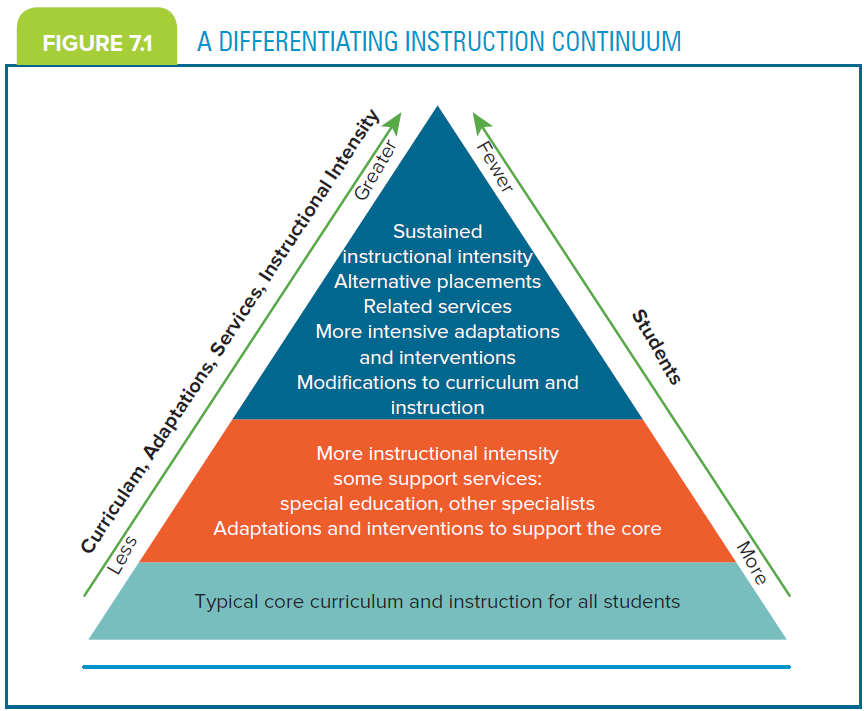 FIGURE 7.1
A DIFFERENTIATING INSTRUCTION CONTINUUM
Curriculam, Adaptations, Services, Instructional Intensity
Greater
Less
Fewer
Students
More
Sustained
instructional intensity
Alternative placements
Related services
More intensive adaptations
and interventions
Modifications to curriculum and
instruction
More instructional intensity
some support services:
special education, other specialists
Adaptations and interventions to support the core
Typical core curriculum and instruction for all students